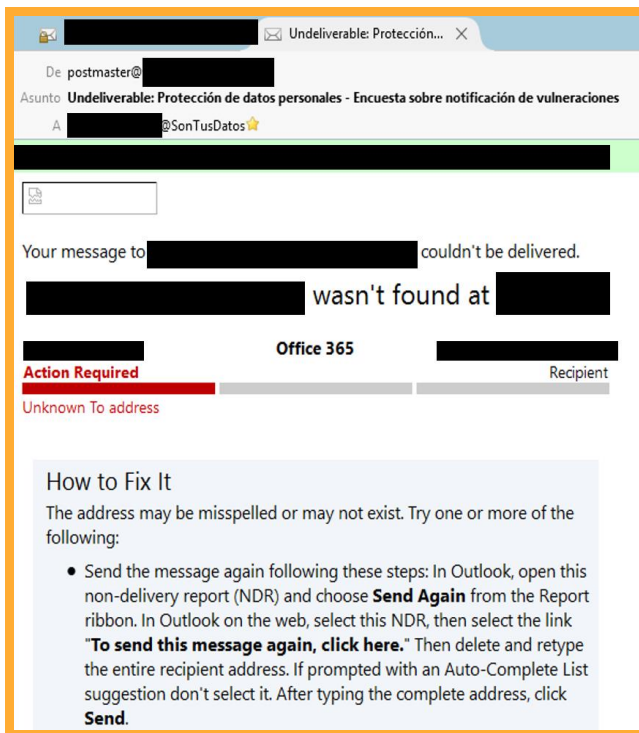 Undeliverable: Protección...
De postmaster@
Asunto Undeliverable: Protección de datos personales - Encuesta sobre notificación de vulneraciones
A @SonTusDatos
Your message to couldn't be delivered.
wasn't found at
Office 365
Action Required Recipient
Unknown To address
How to Fix It
The address may be misspelled or may not exist. Try one or more of the
following:
• Send the message again following these steps: In Outlook, open this
non-delivery report (NDR) and choose Send Again from the Report
ribbon. In Outlook on the web, select this NDR, then select the link
"To send this message again, click here." Then delete and retype
the entire recipient address. If prompted with an Auto-Complete List
suggestion don't select it. After typing the complete address, click
Send.